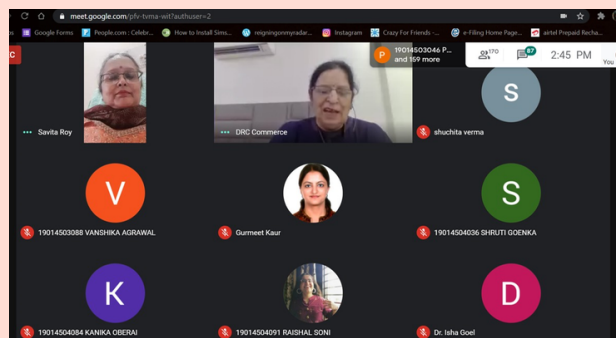 meet.google.com/pfv-tvma-wit?authuser=2
Google Forms People.com : Celebr... How to Install Sims... reigningonmyradar... Instagram Crazy For Friends -... e-Filing Home Page... airtel Prepaid Recha...
C
P 19014503046 P...
and 159 more
170 87 2:45 PM You
Savita Roy DRC Commerce S shuchita verma
V S
19014503088 VANSHIKA AGRAWAL Gurmeet Kaur 19014504036 SHRUTI GOENKA
K D
19014504084 KANIKA OBERAI 19014504091 RAISHAL SONI Dr. Isha Goel